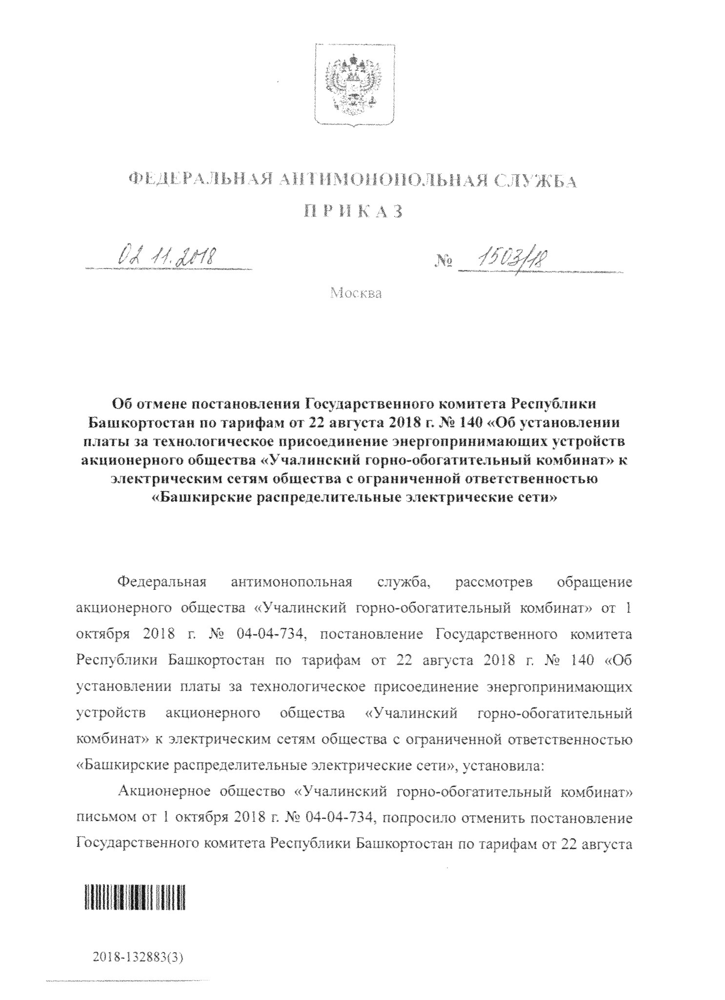 ФЕДЕРАЛЬНАЯ АНТИМОНОПОЛЬНАЯ СЛУЖБА
ПРИКАЗ
02 11.2018 № 1503/18
Москва
Об отмене постановления Государственного комитета Республики
Башкортостан по тарифам от 22 августа 2018 г. № 140 «Об установлении
платы за технологическое присоединение энергопринимающих устройств
акционерного общества «Учалинский горно-обогатительный комбинат» к
электрическим сетям общества с ограниченной ответственностью
«Башкирские распределительные электрические сети»
Федеральная антимонопольная служба, рассмотрев обращение
акционерного общества «Учалинский горно-обогатительный комбинат» от 1
октября 2018 г. № 04-04-734, постановление Государственного комитета
Республики Башкортостан по тарифам от 22 августа 2018 г. № 140 «Об
установлении платы за технологическое присоединение энергопринимающих
устройств акционерного общества «Учалинский горно-обогатительный
комбинат» к электрическим сетям общества с ограниченной ответственностью
«Башкирские распределительные электрические сети», установила:
Акционерное общество «Учалинский горно-обогатительный комбинат»
письмом от 1 октября 2018 г. № 04-04-734, попросило отменить постановление
Государственного комитета Республики Башкортостан по тарифам от 22 августа
2018-132883(3)